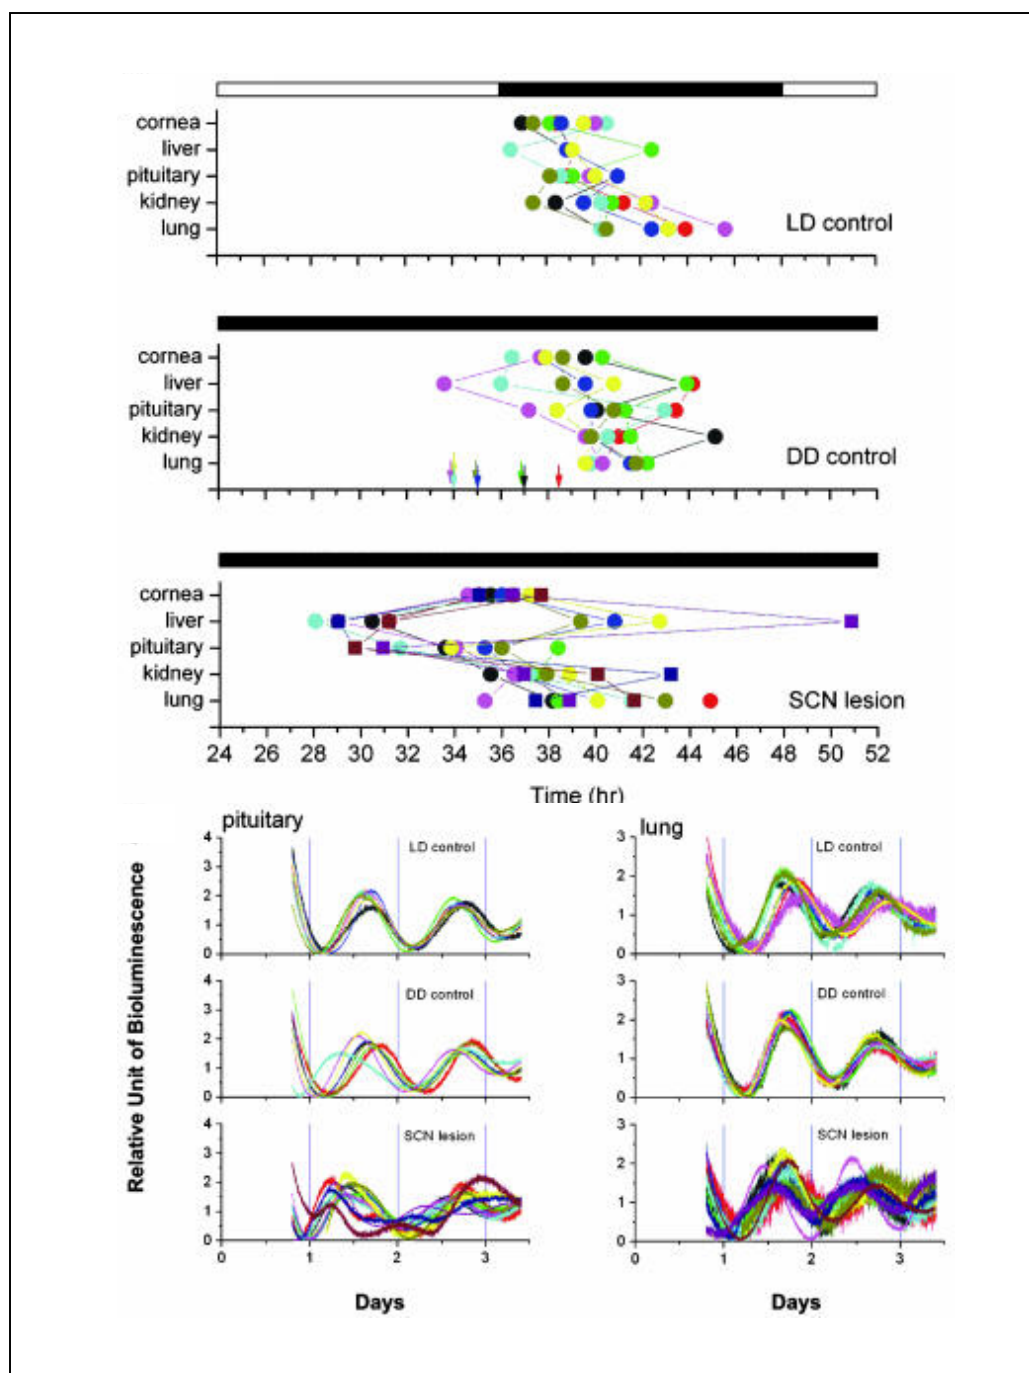 cornea
liver
pituitary
kidney
lung
LD control
cornea
liver
pituitary
kidney
lung
DD control
cornea
liver
pituitary
kidney
lung
SCN lesion
24 26 28 30 32 34 36 38 40 42 44 46 48 50 52
Time (hr)
pituitary
lung
Relative Unit of Bioluminescence
4
3
2
1
0
LD control
3
2
1
0
LD control
4
3
2
1
0
DD control
3
2
1
0
DD control
4
3
2
1
0
SCN lesion
3
2
1
0
SCN lesion
0 1 2 3
0 1 2 3
Days
Days